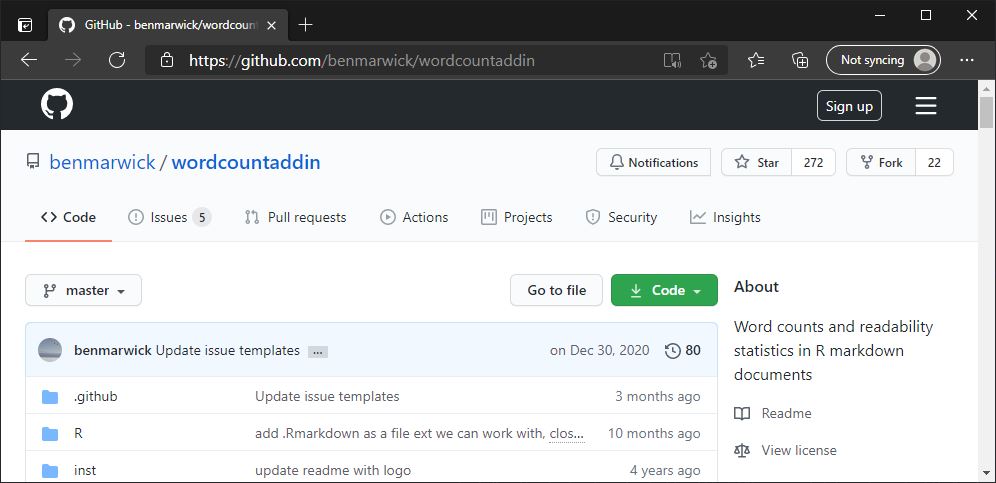 GitHub - benmarwick/wordcount
https://github.com/benmarwick/wordcountaddin
Not syncing
Sign up
benmarwick / wordcountaddin
Notifications
Star 272
Fork 22
Code
Issues 5
Pull requests
Actions
Projects
Security
Insights
master
Go to file
Code
About
Word counts and readability
statistics in R markdown
documents
Readme
View license
benmarwick Update issue templates ... on Dec 30, 2020 80
.github Update issue templates 3 months ago
R add .Rmarkdown as a file ext we can work with, clos... 10 months ago
inst update readme with logo 4 years ago